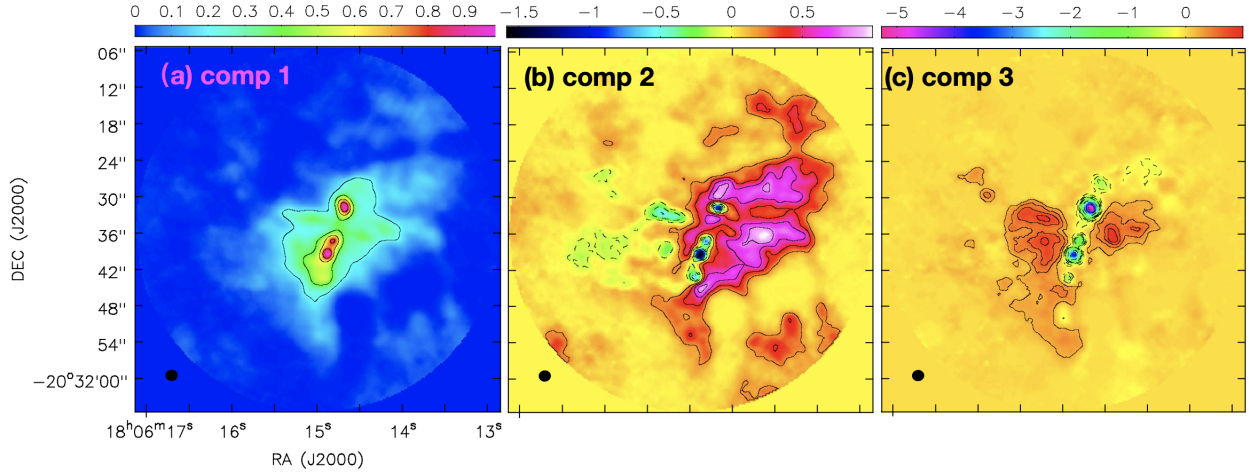 0 0.1 0.2 0.3 0.4 0.5 0.6 0.7 0.8 0.9
−1.5 −1 −0.5 0 0.5
−5 −4 −3 −2 −1 0
(a) comp 1
(b) comp 2
(c) comp 3
06''
12''
18''
24''
30''
36''
42''
48''
54''
−20°32'00''
DEC (J2000)
18ʰ06ᵐ17ˢ 16ˢ 15ˢ 14ˢ 13ˢ
RA (J2000)